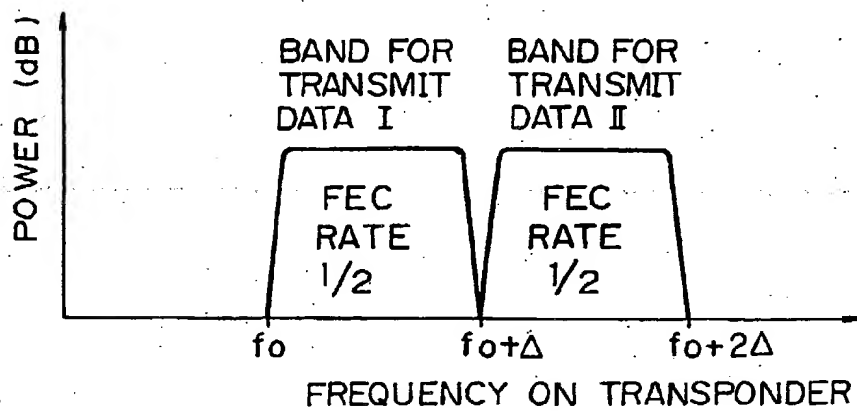 POWER (dB)
BAND FOR
TRANSMIT
DATA I
BAND FOR
TRANSMIT
DATA II
FEC
RATE
1/2
FEC
RATE
1/2
fo
fo+Δ
fo+2Δ
FREQUENCY ON TRANSPONDER